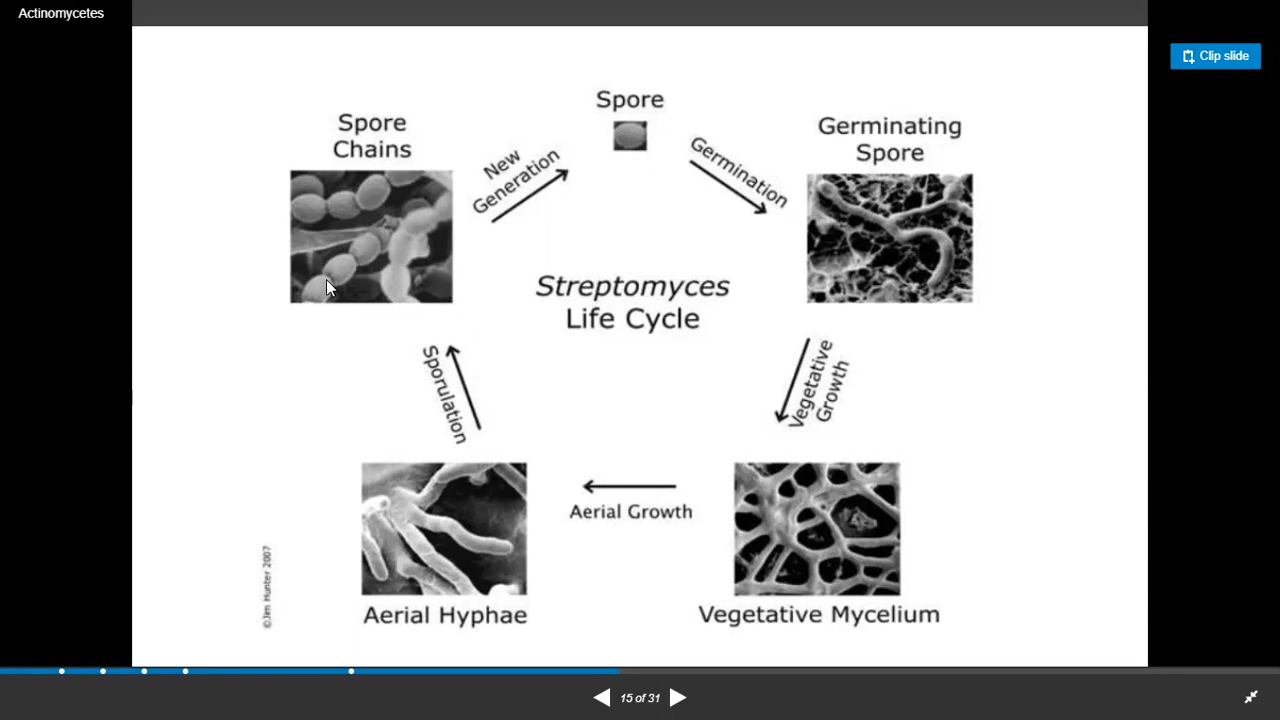 Actinomycetes
Clip slide
Spore
Spore
Chains
New
Generation
Germination
Germinating
Spore
Streptomyces
Life Cycle
Sporulation
Vegetative
Growth
Aerial Growth
Aerial Hyphae
Vegetative Mycelium
©Jim Hunter 2007
15 of 31